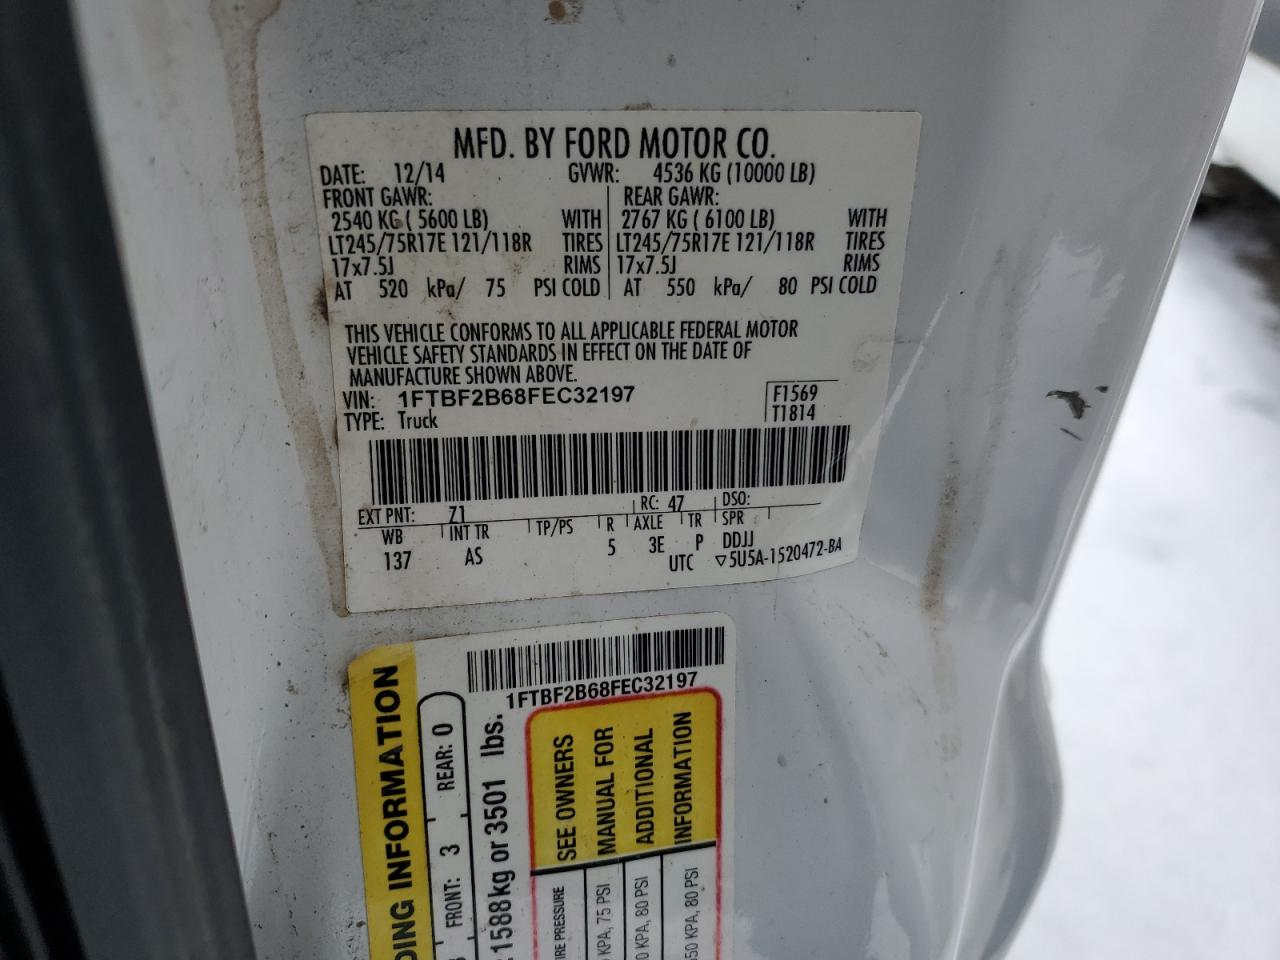 MFD. BY FORD MOTOR CO.
DATE: 12/14 GVWR: 4536 KG (10000 LB)
FRONT GAWR: REAR GAWR:
2540 KG ( 5600 LB) WITH 2767 KG ( 6100 LB) WITH
LT245/75R17E 121/118R TIRES LT245/75R17E 121/118R TIRES
17x7.5J RIMS 17x7.5J RIMS
AT 520 kPa/ 75 PSI COLD AT 550 kPa/ 80 PSI COLD
THIS VEHICLE CONFORMS TO ALL APPLICABLE FEDERAL MOTOR
VEHICLE SAFETY STANDARDS IN EFFECT ON THE DATE OF
MANUFACTURE SHOWN ABOVE.
VIN: 1FTBF2B68FEC32197 F1569
TYPE: Truck T1814
EXT PNT: Z1 RC: 47 DSO:
WB INT TR TP/PS R AXLE TR SPR
137 AS 5 3E P DDJJ
UTC ▽5U5A-1520472-BA
1FTBF2B68FEC32197
INFORMATION
FRONT: 3 REAR: 0
1588 kg or 3501 lbs.
SEE OWNERS
MANUAL FOR
ADDITIONAL
INFORMATION
PRESSURE
KPA, 75 PSI
KPA, 80 PSI
KPA, 80 PSI